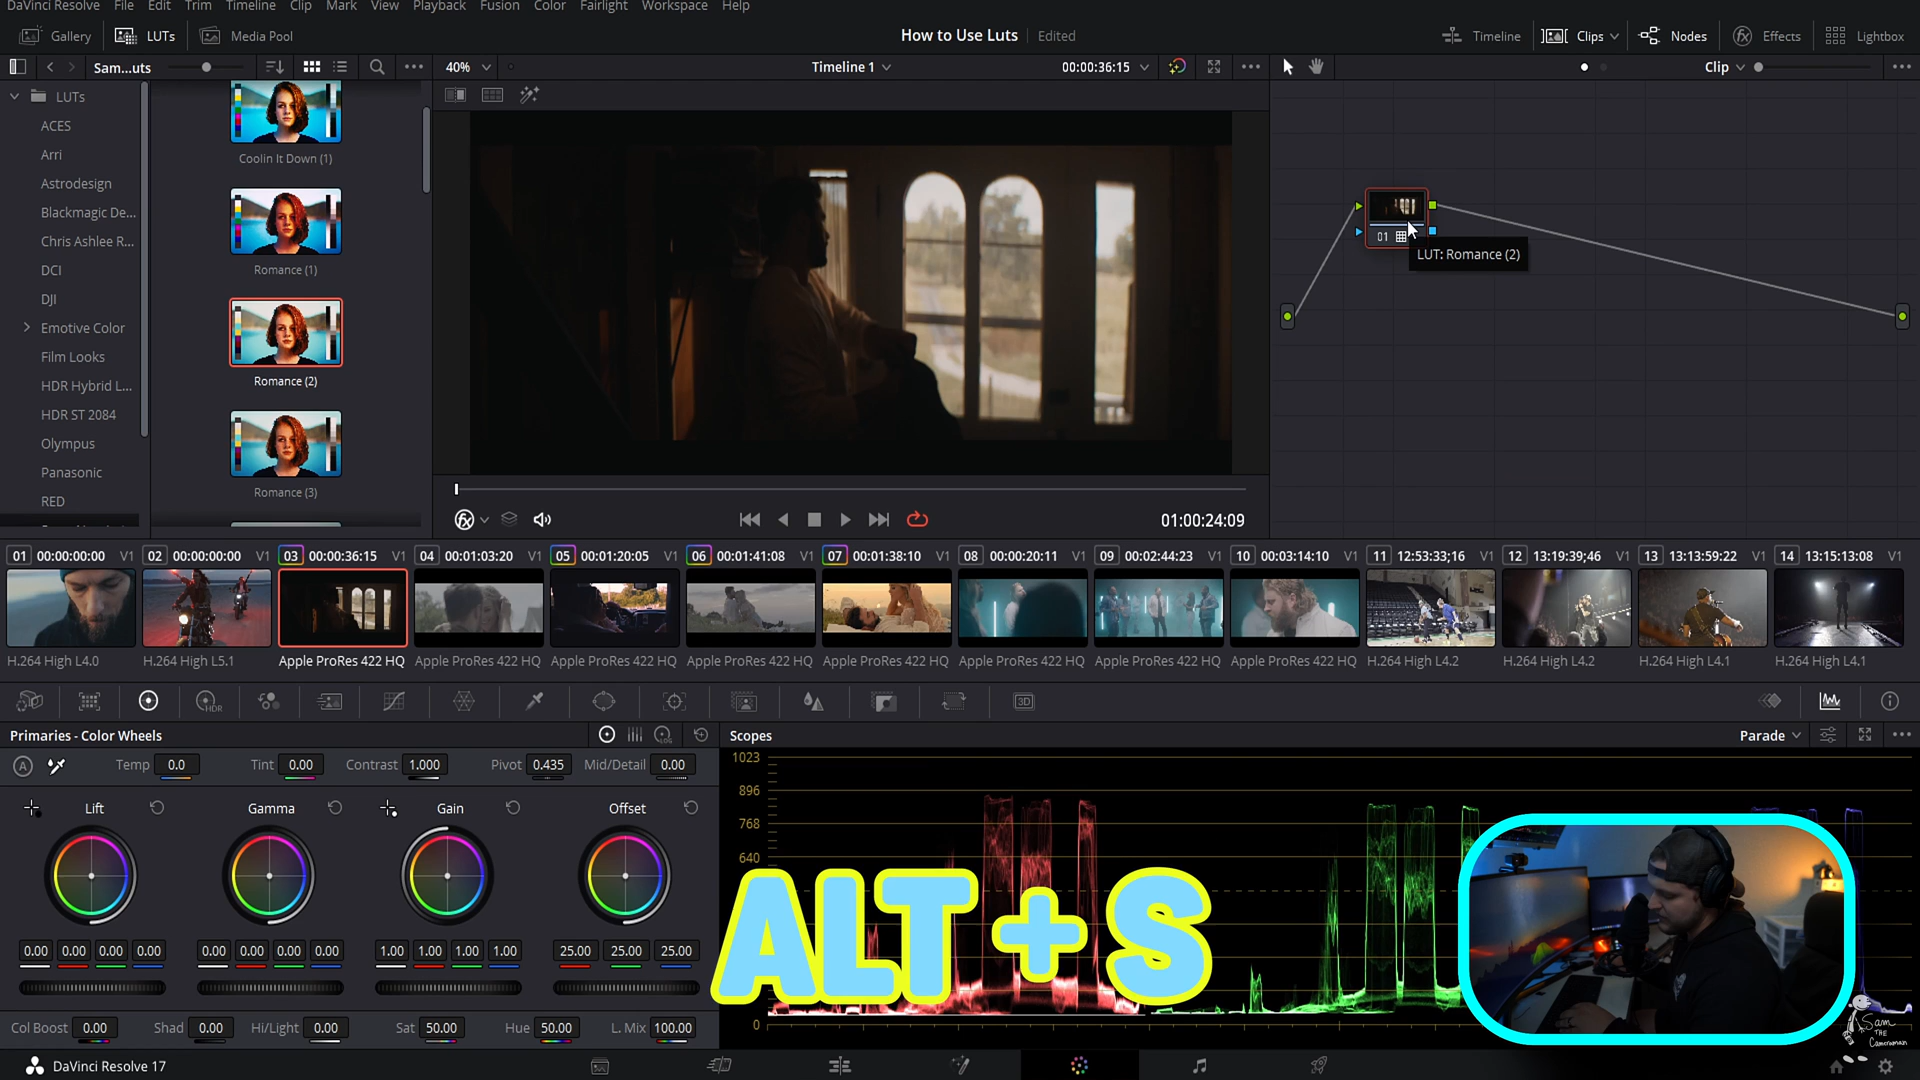 DaVinci Resolve File Edit Trim Timeline Clip Mark View Playback Fusion Color Fairlight Workspace Help
Gallery LUTs Media Pool How to Use Luts Edited Timeline Clips Nodes Effects Lightbox
Sam...uts 40% Timeline 1 00:00:36:15 Clip
LUTs
ACES
Arri
Astrodesign
Blackmagic De...
Chris Ashlee R...
DCI
DJI
Emotive Color
Film Looks
HDR Hybrid L...
HDR ST 2084
Olympus
Panasonic
RED
Coolin It Down (1)
Romance (1)
Romance (2)
Romance (3)
01
LUT: Romance (2)
01:00:24:09
01 00:00:00:00 V1 02 00:00:00:00 V1 03 00:00:36:15 V1 04 00:01:03:20 V1 05 00:01:20:05 V1 06 00:01:41:08 V1 07 00:01:38:10 V1 08 00:00:20:11 V1 09 00:02:44:23 V1 10 00:03:14:10 V1 11 12:53:33;16 V1 12 13:19:39;46 V1 13 13:13:59:22 V1 14 13:15:13:08 V1
H.264 High L4.0 H.264 High L5.1 Apple ProRes 422 HQ Apple ProRes 422 HQ Apple ProRes 422 HQ Apple ProRes 422 HQ Apple ProRes 422 HQ Apple ProRes 422 HQ Apple ProRes 422 HQ Apple ProRes 422 HQ H.264 High L4.2 H.264 High L4.2 H.264 High L4.1 H.264 High L4.1
HDR 3D
Primaries - Color Wheels LOG
A Temp 0.0 Tint 0.00 Contrast 1.000 Pivot 0.435 Mid/Detail 0.00
Lift Gamma Gain Offset
0.00 0.00 0.00 0.00 0.00 0.00 0.00 0.00 1.00 1.00 1.00 1.00 25.00 25.00 25.00
Col Boost 0.00 Shad 0.00 Hi/Light 0.00 Sat 50.00 Hue 50.00 L. Mix 100.00
Scopes Parade
1023
896
768
640
0
ALT + S
Sam
THE
Cameraman
DaVinci Resolve 17